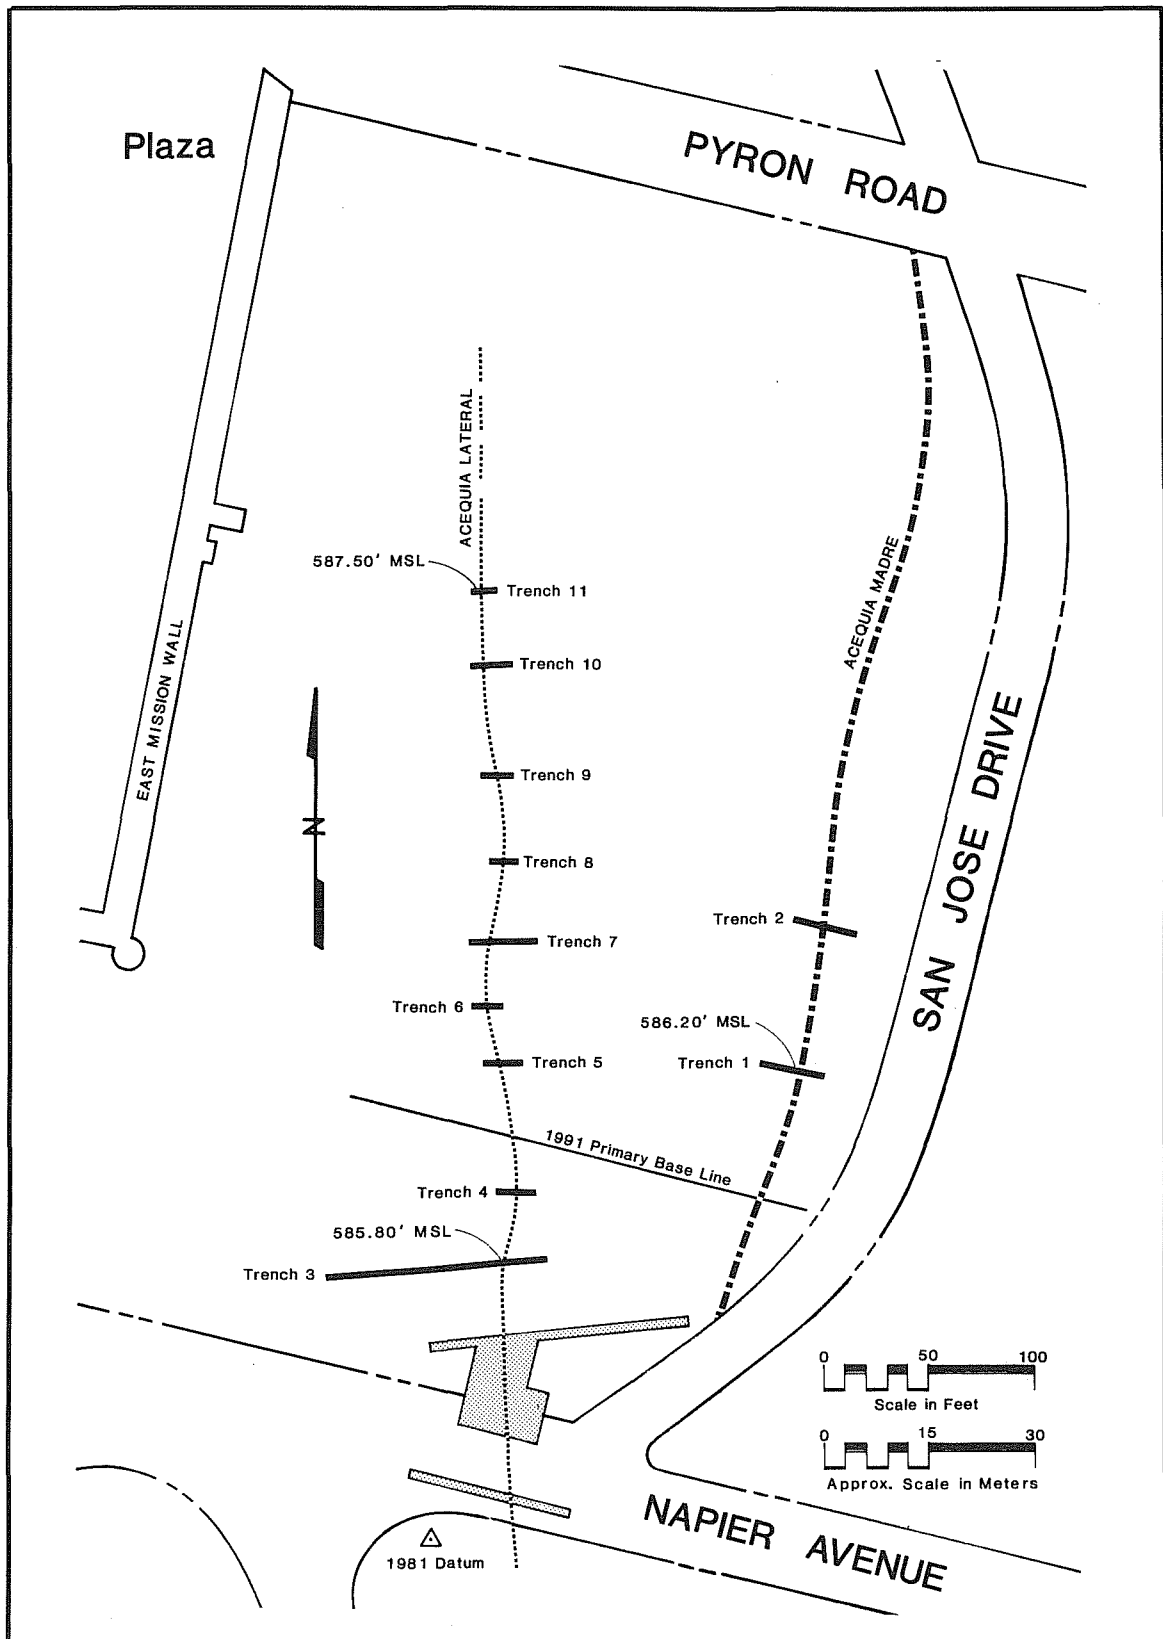 Plaza
PYRON ROAD
ACEQUIA LATERAL
587.50' MSL
Trench 11
ACEQUIA MADRE
Trench 10
EAST MISSION WALL
SAN JOSE DRIVE
Trench 9
N
Trench 8
Trench 2
Trench 7
Trench 6
586.20' MSL
Trench 5
Trench 1
1991 Primary Base Line
Trench 4
585.80' MSL
Trench 3
0 50 100
Scale in Feet
0 15 30
Approx. Scale in Meters
NAPIER AVENUE
1981 Datum